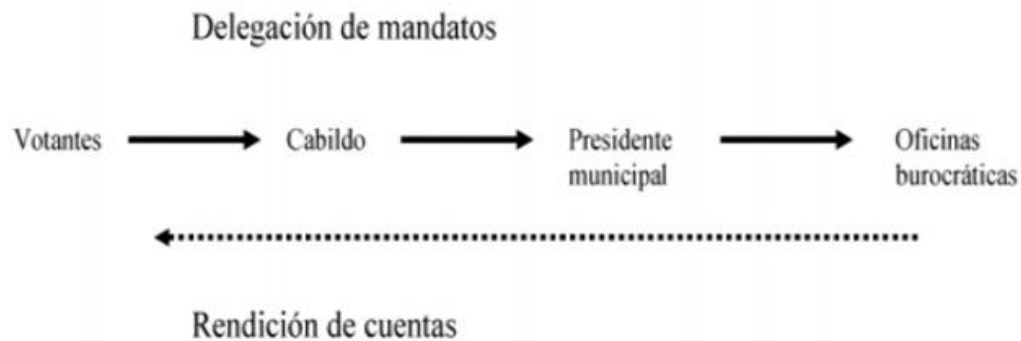 Delegación de mandatos
Votantes
Cabildo
Presidente
municipal
Oficinas
burocráticas
Rendición de cuentas